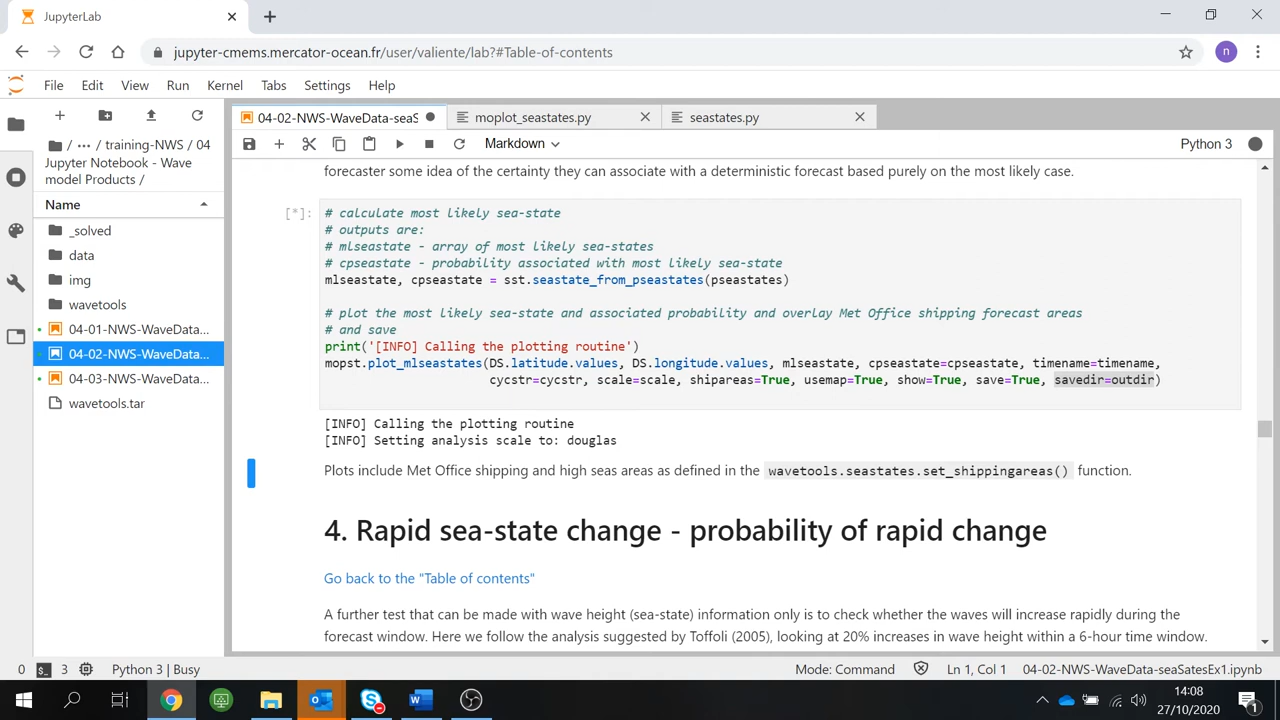 JupyterLab
jupyter-cmems.mercator-ocean.fr/user/valiente/lab?#Table-of-contents
n
File Edit View Run Kernel Tabs Settings Help
04-02-NWS-WaveData-seaS
moplot_seastates.py
seastates.py
/ ··· / training-NWS / 04
Jupyter Notebook - Wave
model Products /
Name
_solved
data
img
wavetools
04-01-NWS-WaveData...
04-02-NWS-WaveData...
04-03-NWS-WaveData...
wavetools.tar
Markdown
Python 3
forecaster some idea of the certainty they can associate with a deterministic forecast based purely on the most likely case.
[*]:
# calculate most likely sea-state
# outputs are:
# mlseastate - array of most likely sea-states
# cpseastate - probability associated with most likely sea-state
mlseastate, cpseastate = sst.seastate_from_pseastates(pseastates)
# plot the most likely sea-state and associated probability and overlay Met Office shipping forecast areas
# and save
print('[INFO] Calling the plotting routine')
mopst.plot_mlseastates(DS.latitude.values, DS.longitude.values, mlseastate, cpseastate=cpseastate, timename=timename,
cycstr=cycstr, scale=scale, shipareas=True, usemap=True, show=True, save=True, savedir=outdir)
[INFO] Calling the plotting routine
[INFO] Setting analysis scale to: douglas
Plots include Met Office shipping and high seas areas as defined in the wavetools.seastates.set_shippingareas() function.
4. Rapid sea-state change - probability of rapid change
Go back to the "Table of contents"
A further test that can be made with wave height (sea-state) information only is to check whether the waves will increase rapidly during the
forecast window. Here we follow the analysis suggested by Toffoli (2005), looking at 20% increases in wave height within a 6-hour time window.
0 3 Python 3 | Busy
Mode: Command
Ln 1, Col 1
04-02-NWS-WaveData-seaSatesEx1.ipynb
14:08
27/10/2020
1